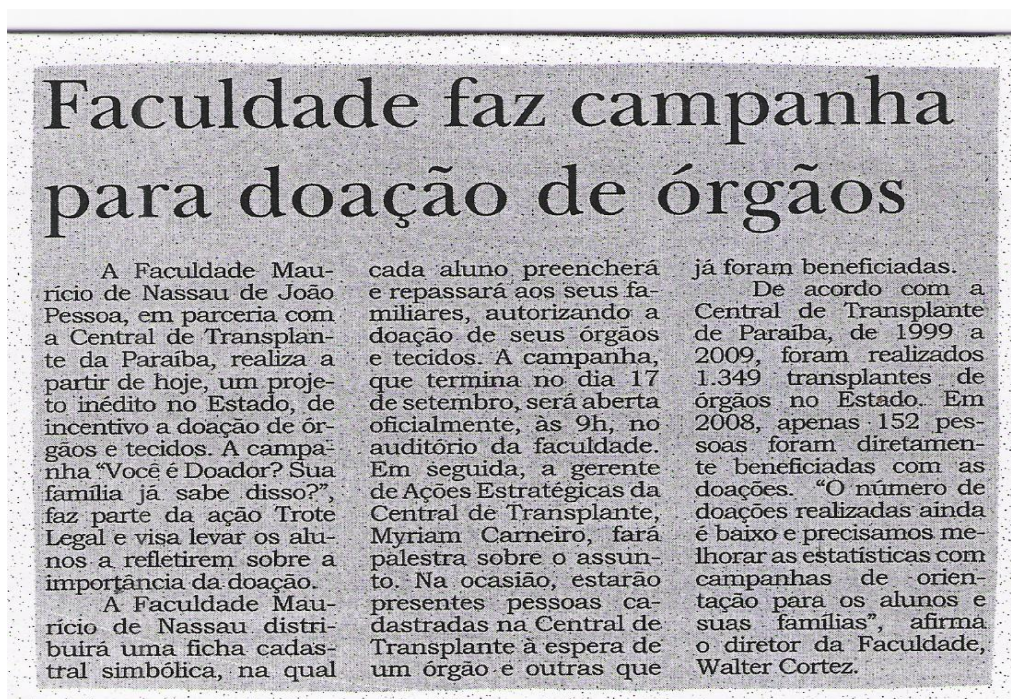 Faculdade faz campanha
para doação de órgãos
A Faculdade Mau-
rício de Nassau de João
Pessoa, em parceria com
a Central de Transplan-
te da Paraíba, realiza a
partir de hoje, um proje-
to inédito no Estado, de
incentivo a doação de ór-
gãos e tecidos. A campa-
nha “Você é Doador? Sua
família já sabe disso?”,
faz parte da ação Trote
Legal e visa levar os alu-
nos a refletirem sobre a
importância da doação.
A Faculdade Mau-
rício de Nassau distri-
buirá uma ficha cadas-
tral simbólica, na qual
cada aluno preencherá
e repassará aos seus fa-
miliares, autorizando a
doação de seus órgãos
e tecidos. A campanha,
que termina no dia 17
de setembro, será aberta
oficialmente, às 9h, no
auditório da faculdade.
Em seguida, a gerente
de Ações Estratégicas da
Central de Transplante,
Myriam Carneiro, fará
palestra sobre o assun-
to. Na ocasião, estarão
presentes pessoas ca-
dastradas na Central de
Transplante à espera de
um órgão e outras que
já foram beneficiadas.
De acordo com a
Central de Transplante
de Paraíba, de 1999 a
2009, foram realizados
1.349 transplantes de
órgãos no Estado. Em
2008, apenas 152 pes-
soas foram diretamen-
te beneficiadas com as
doações. “O número de
doações realizadas ainda
é baixo e precisamos me-
lhorar as estatísticas com
campanhas de orien-
tação para os alunos e
suas famílias”, afirma
o diretor da Faculdade,
Walter Cortez.